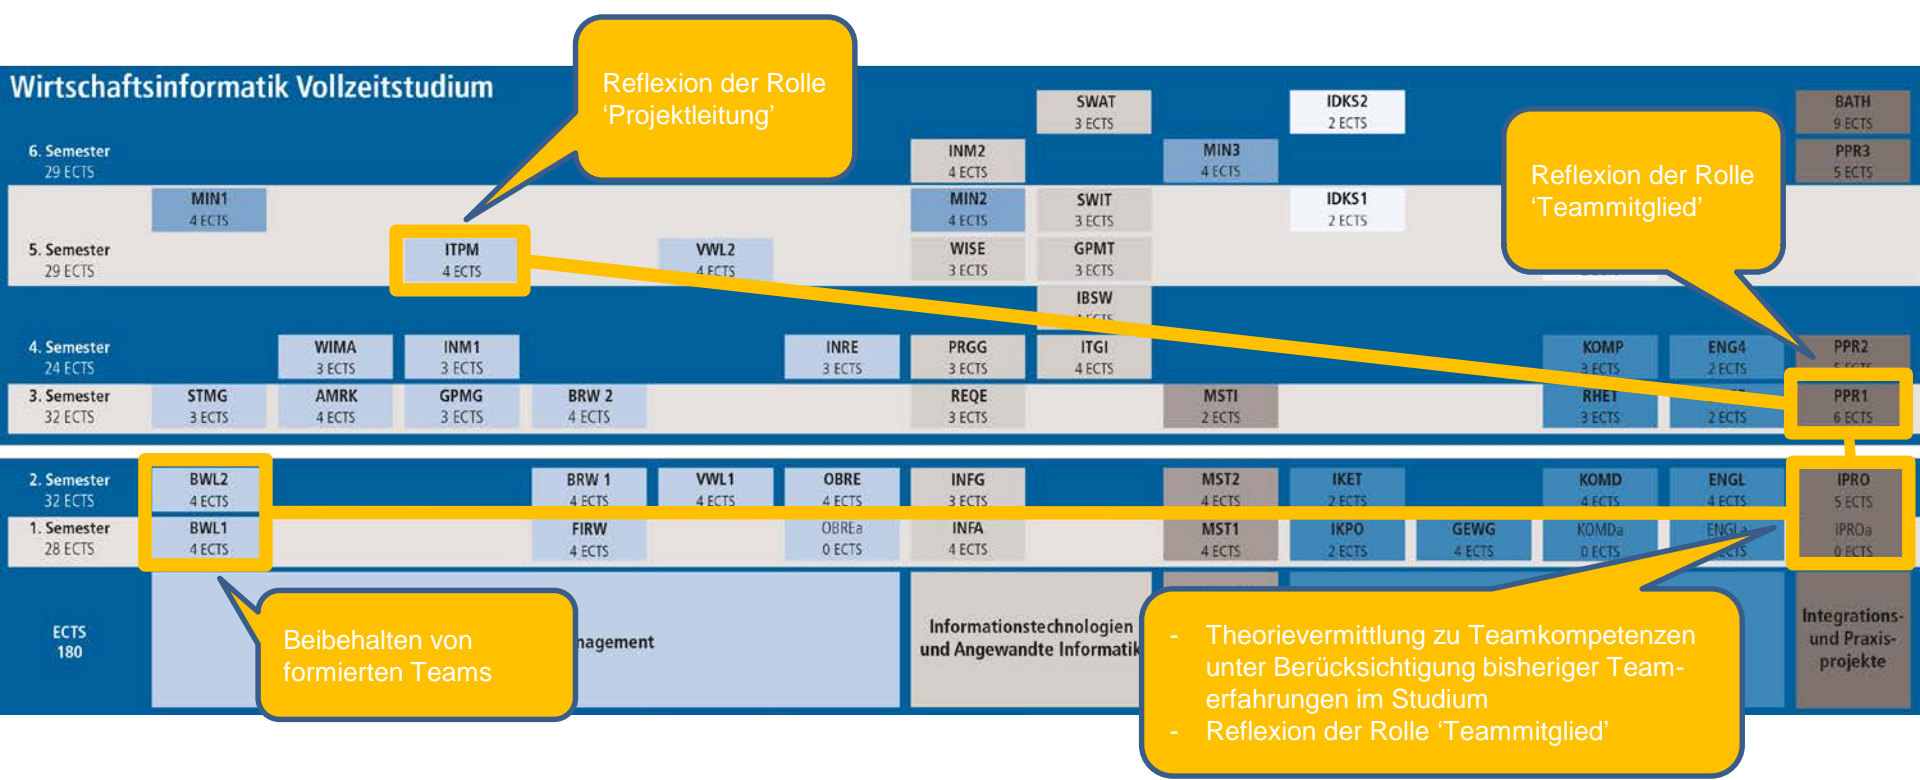 Wirtschaftsinformatik Vollzeitstudium
Reflexion der Rolle
‘Projektleitung’
SWAT
3 ECTS
IDKS2
2 ECTS
BATH
9 ECTS
6. Semester
29 ECTS
INM2
4 ECTS
MIN3
4 ECTS
PPR3
5 ECTS
Reflexion der Rolle
‘Teammitglied’
MIN1
4 ECTS
MIN2
4 ECTS
SWIT
3 ECTS
IDKS1
2 ECTS
5. Semester
29 ECTS
ITPM
4 ECTS
VWL2
4 ECTS
WISE
3 ECTS
GPMT
3 ECTS
IBSW
4. Semester
24 ECTS
WIMA
3 ECTS
INM1
3 ECTS
INRE
3 ECTS
PRGG
3 ECTS
ITGI
4 ECTS
KOMP
3 ECTS
ENG4
2 ECTS
PPR2
5 ECTS
3. Semester
32 ECTS
STMG
3 ECTS
AMRK
4 ECTS
GPMG
3 ECTS
BRW 2
4 ECTS
REQE
3 ECTS
MSTI
2 ECTS
RHET
3 ECTS
2 ECTS
PPR1
6 ECTS
2. Semester
32 ECTS
BWL2
4 ECTS
BRW 1
4 ECTS
VWL1
4 ECTS
OBRE
4 ECTS
INFG
3 ECTS
MST2
4 ECTS
IKET
2 ECTS
KOMD
4 ECTS
ENGL
4 ECTS
IPRO
5 ECTS
1. Semester
28 ECTS
BWL1
4 ECTS
FIRW
4 ECTS
OBREa
0 ECTS
INFA
4 ECTS
MST1
4 ECTS
IKPO
2 ECTS
GEWG
4 ECTS
KOMDa
0 ECTS
ENGLa
ECTS
IPROa
0 ECTS
ECTS
180
Beibehalten von
formierten Teams
nagement
Informationstechnologien
und Angewandte Informatik
- Theorievermittlung zu Teamkompetenzen
unter Berücksichtigung bisheriger Team-
erfahrungen im Studium
- Reflexion der Rolle ‘Teammitglied’
Integrations-
und Praxis-
projekte